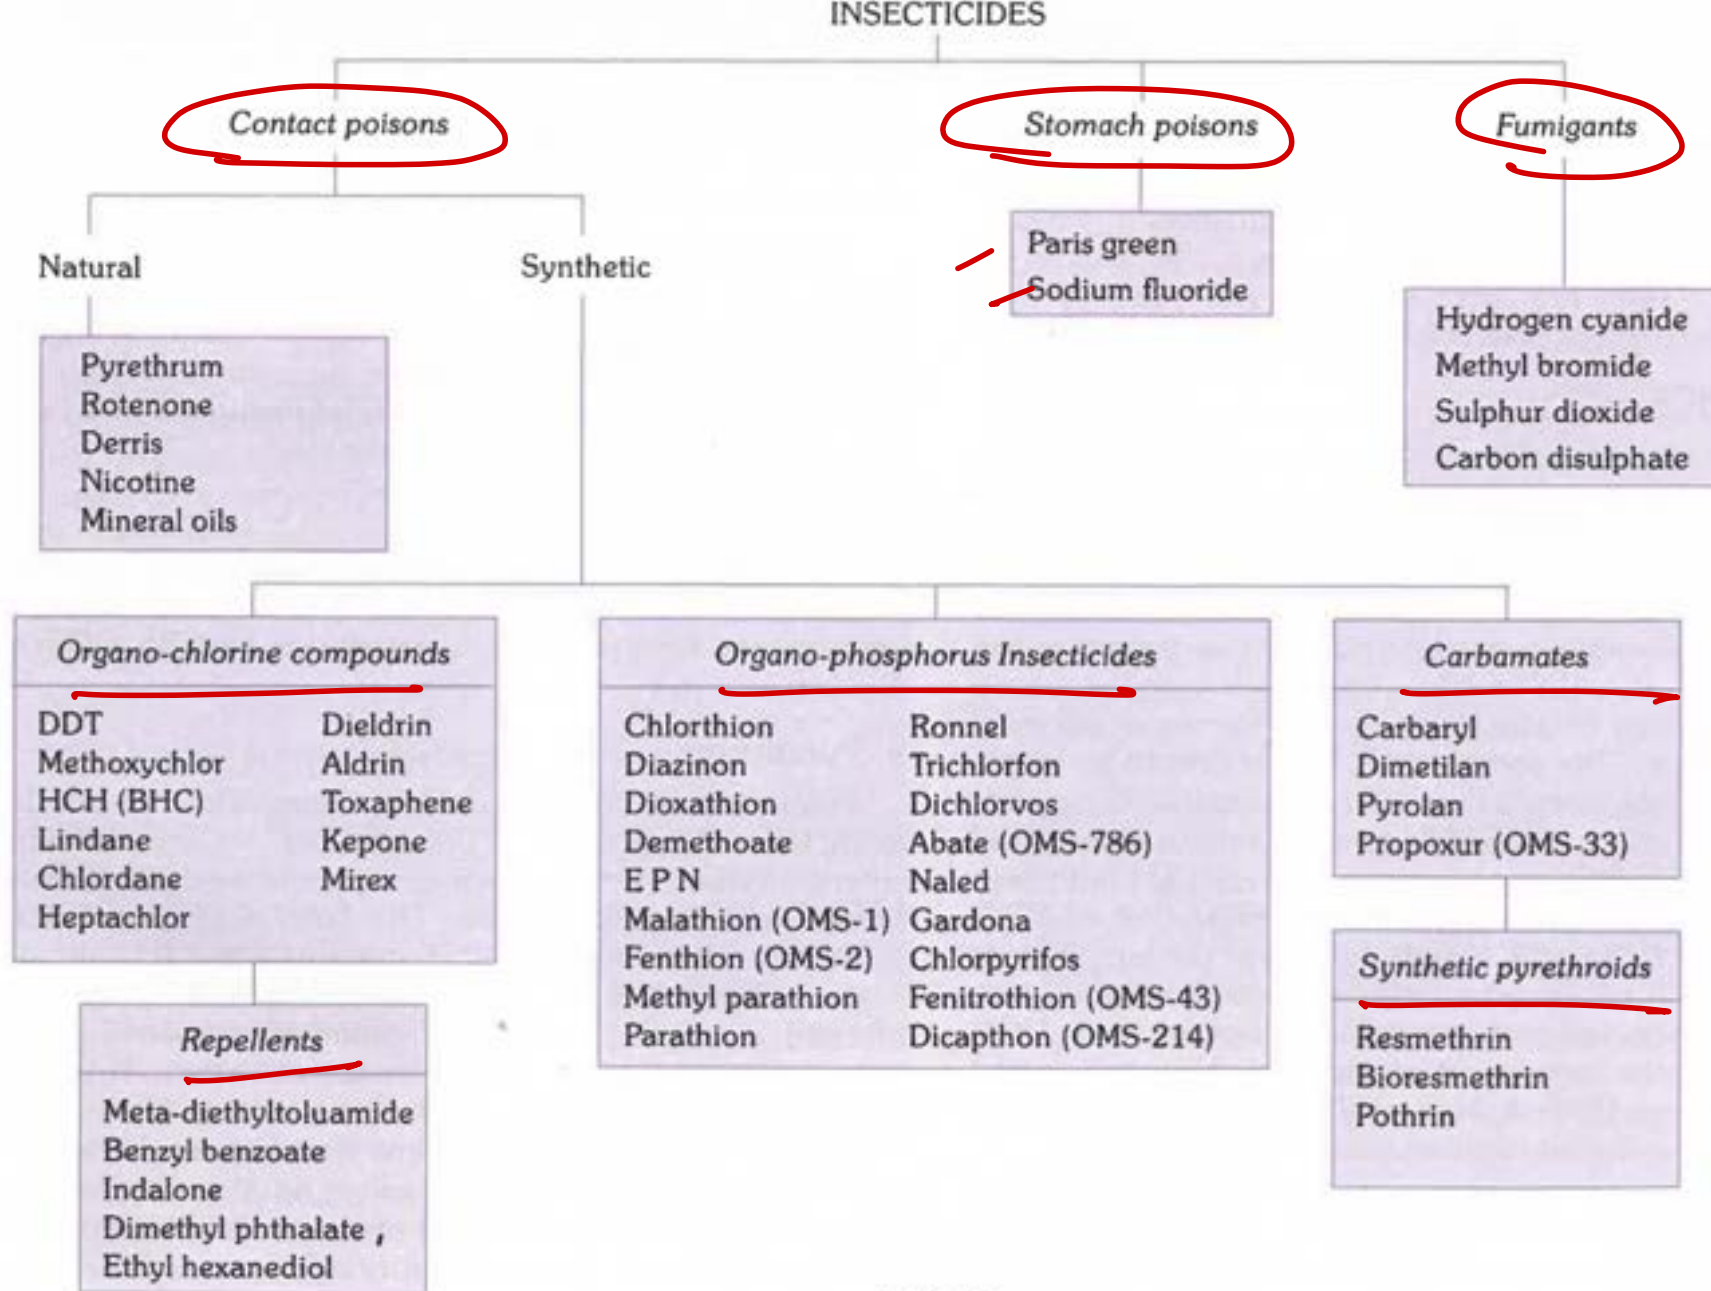 INSECTICIDES
Contact poisons
Stomach poisons
Fumigants
Natural
Synthetic
Paris green
Sodium fluoride
Hydrogen cyanide
Methyl bromide
Sulphur dioxide
Carbon disulphate
Pyrethrum
Rotenone
Derris
Nicotine
Mineral oils
Organo-chlorine compounds
DDT
Methoxychlor
HCH (BHC)
Lindane
Chlordane
Heptachlor
Dieldrin
Aldrin
Toxaphene
Kepone
Mirex
Repellents
Meta-diethyltoluamide
Benzyl benzoate
Indalone
Dimethyl phthalate ,
Ethyl hexanediol
Organo-phosphorus Insecticides
Chlorthion
Diazinon
Dioxathion
Demethoate
E P N
Malathion (OMS-1)
Fenthion (OMS-2)
Methyl parathion
Parathion
Ronnel
Trichlorfon
Dichlorvos
Abate (OMS-786)
Naled
Gardona
Chlorpyrifos
Fenitrothion (OMS-43)
Dicapthon (OMS-214)
Carbamates
Carbaryl
Dimetilan
Pyrolan
Propoxur (OMS-33)
Synthetic pyrethroids
Resmethrin
Bioresmethrin
Pothrin